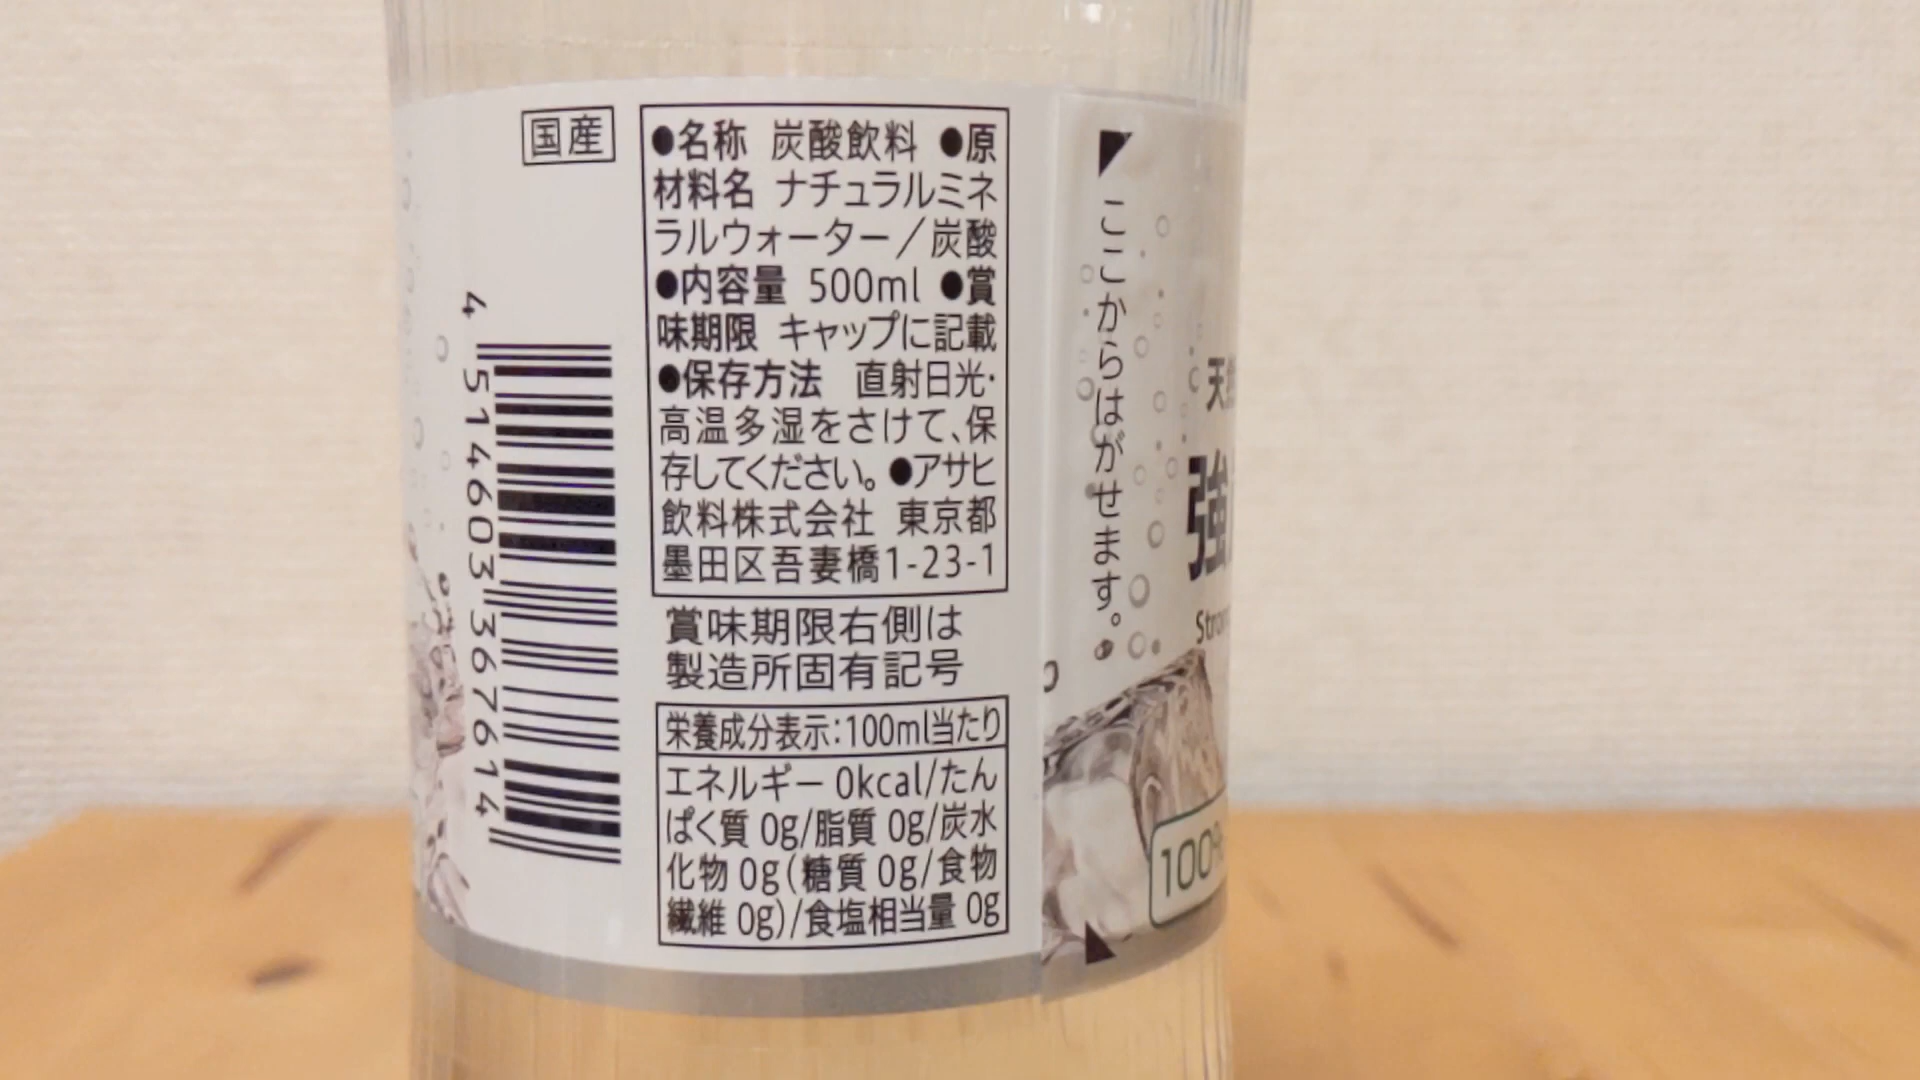 国産
●名称 炭酸飲料 ●原
材料名 ナチュラルミネ
ラルウォーター／炭酸
●内容量 500ml ●賞
味期限 キャップに記載
●保存方法 直射日光・
高温多湿をさけて、保
存してください。●アサヒ
飲料株式会社 東京都
墨田区吾妻橋1-23-1
賞味期限右側は
製造所固有記号
栄養成分表示：100ml当たり
エネルギー 0kcal/たん
ぱく質 0g/脂質 0g/炭水
化物 0g(糖質 0g/食物
繊維 0g)/食塩相当量 0g
4 514603 367614
ここからはがせます。
天
強
100%